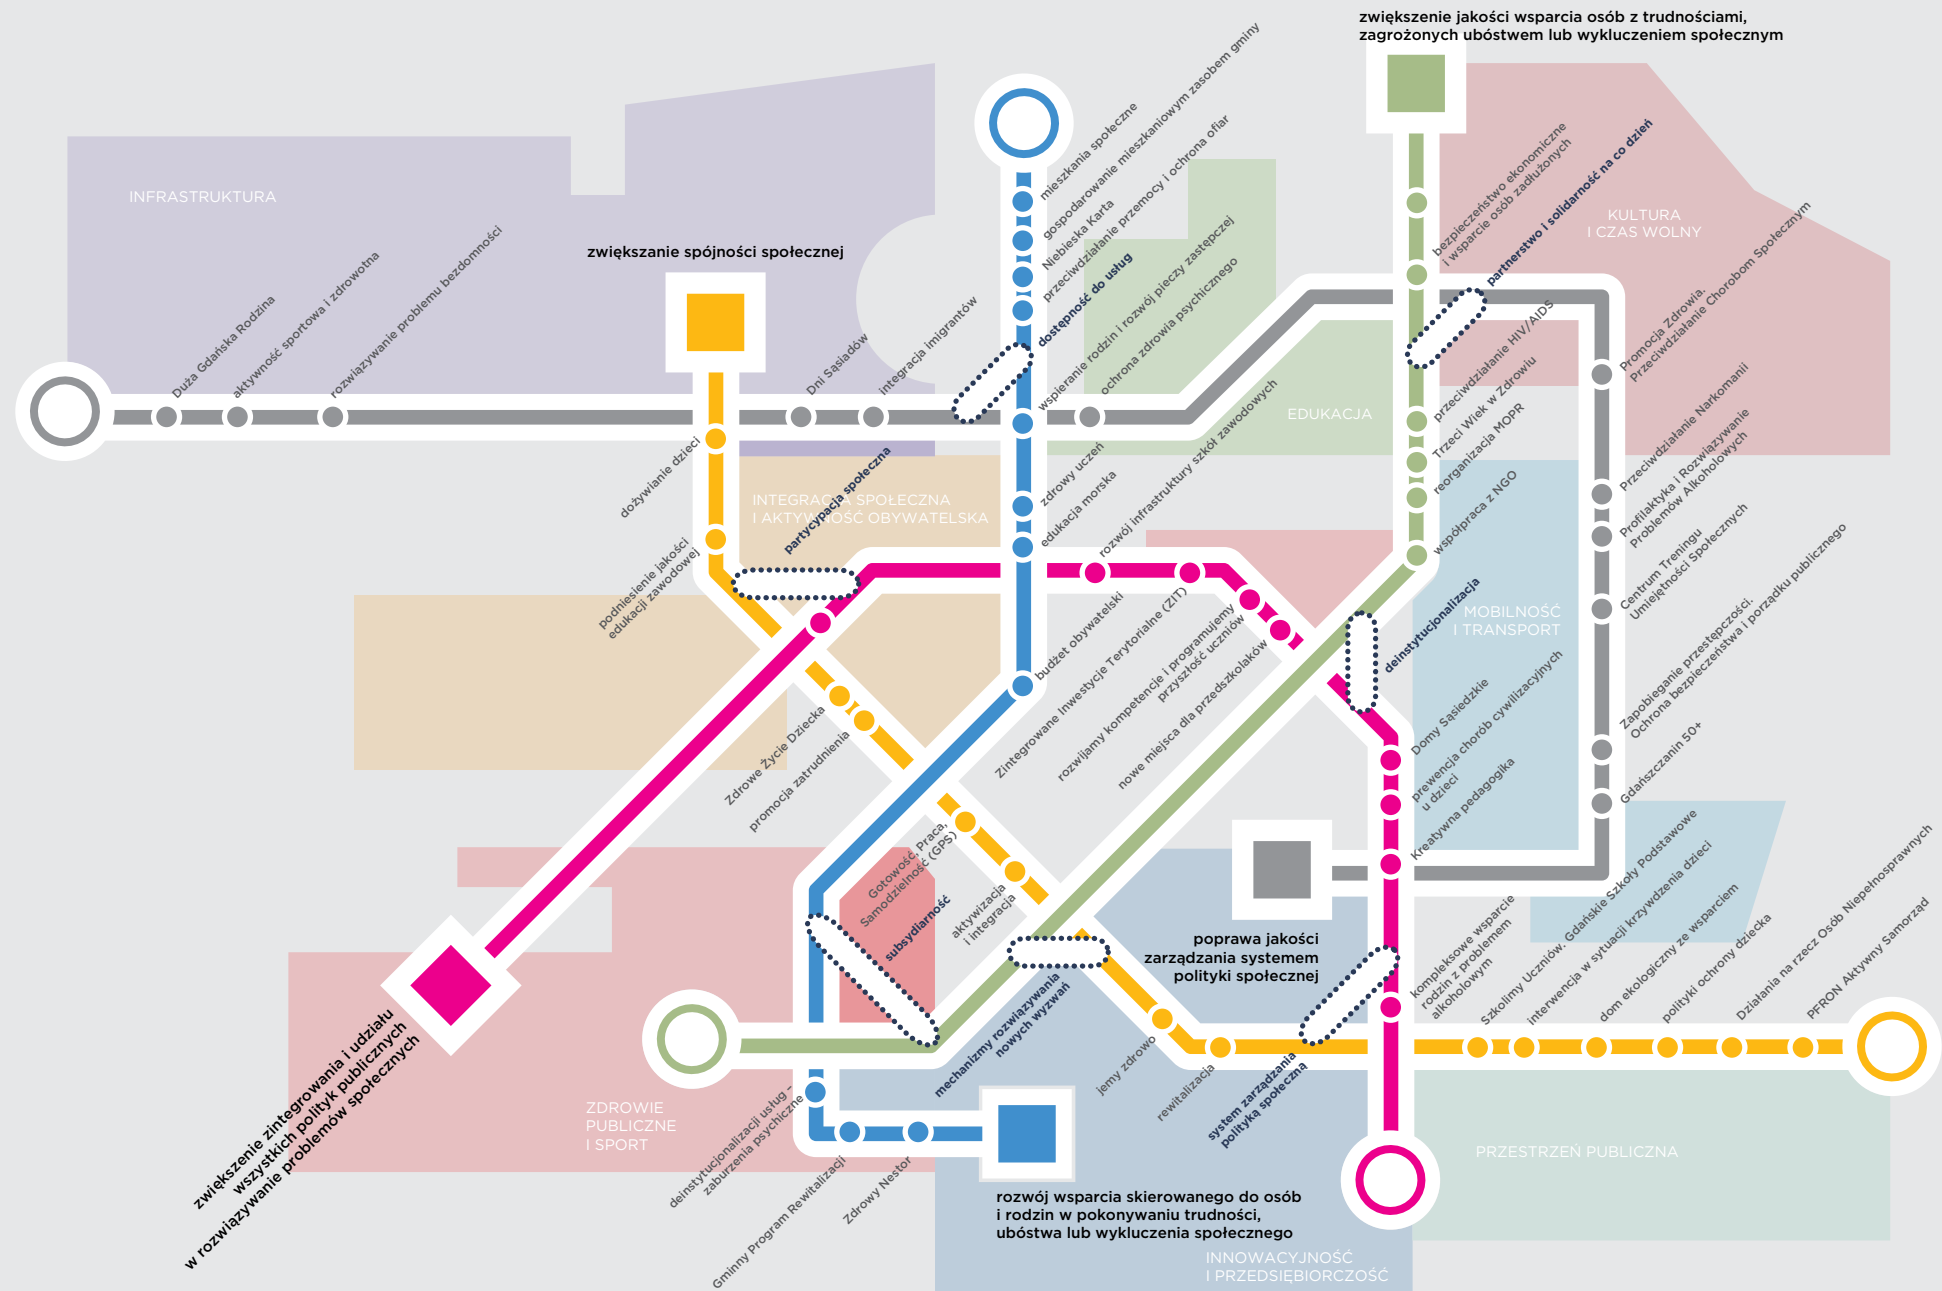 zwiększenie jakości wsparcia osób z trudnościami,
zagrożonych ubóstwem lub wykluczeniem społecznym
INFRASTRUKTURA
KULTURA
I CZAS WOLNY
zwiększanie spójności społecznej
EDUKACJA
INTEGRACJA SPOŁECZNA
I AKTYWNOŚĆ OBYWATELSKA
MOBILNOŚĆ
I TRANSPORT
Duża Gdańska Rodzina
aktywność sportowa i zdrowotna
rozwiązywanie problemu bezdomności
Dni Sąsiadów
integracja imigrantów
mieszkania społeczne
gospodarowanie mieszkaniowym zasobem gminy
Niebieska Karta
przeciwdziałanie przemocy i ochrona ofiar
dostępność do usług
wspieranie rodzin i rozwój pieczy zastępczej
ochrona zdrowia psychicznego
zdrowy uczeń
edukacja morska
rozwój infrastruktury szkół zawodowych
bezpieczeństwo ekonomiczne
i wsparcie osób zadłużonych
partnerstwo i solidarność na co dzień
przeciwdziałanie HIV/AIDS
Trzeci Wiek w Zdrowiu
reorganizacja MOPR
współpraca z NGO
Promocja Zdrowia.
Przeciwdziałanie Chorobom Społecznym
Przeciwdziałanie Narkomanii
Profilaktyka i Rozwiązywanie
Problemów Alkoholowych
Centrum Treningu
Umiejętności Społecznych
Zapobieganie przestępczości.
Ochrona bezpieczeństwa i porządku publicznego
Gdańszczanin 50+
dożywianie dzieci
podniesienie jakości
edukacji zawodowej
partycypacja społeczna
Zdrowe Życie Dziecka
promocja zatrudnienia
budżet obywatelski
Zintegrowane Inwestycje Terytorialne (ZIT)
rozwijamy kompetencje i programujemy
przyszłość uczniów
nowe miejsca dla przedszkolaków
deinstytucjonalizacja
Domy Sąsiedzkie
prewencja chorób cywilizacyjnych
u dzieci
Kreatywna pedagogika
Gotowość, Praca,
Samodzielność (GPS)
aktywizacja
i integracja
subsydiarność
mechanizmy rozwiązywania
nowych wyzwań
poprawa jakości
zarządzania systemem
polityki społecznej
kompleksowe wsparcie
rodzin z problemem
alkoholowym
Szkolimy Uczniów. Gdańskie Szkoły Podstawowe
interwencja w sytuacji krzywdzenia dzieci
dom ekologiczny ze wsparciem
polityki ochrony dziecka
Działania na rzecz Osób Niepełnosprawnych
PFRON Aktywny Samorząd
jemy zdrowo
rewitalizacja
system zarządzania
polityką społeczną
zwiększenie zintegrowania i udziału
wszystkich polityk publicznych
w rozwiązywanie problemów społecznych
ZDROWIE
PUBLICZNE
I SPORT
deinstytucjonalizacji usług –
zaburzenia psychiczne
Gminny Program Rewitalizacji
Zdrowy Nestor
rozwój wsparcia skierowanego do osób
i rodzin w pokonywaniu trudności,
ubóstwa lub wykluczenia społecznego
PRZESTRZEŃ PUBLICZNA
INNOWACYJNOŚĆ
I PRZEDSIĘBIORCZOŚĆ